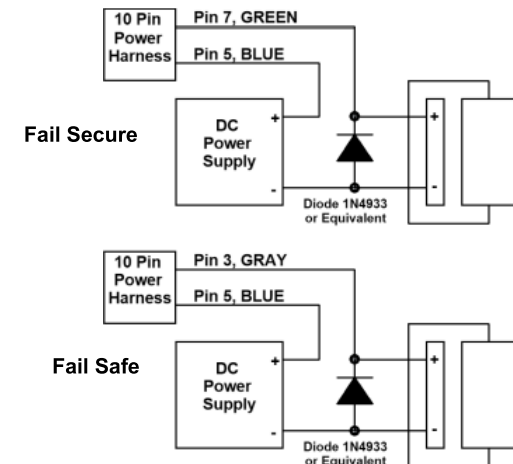 10 Pin
Power
Harness
Pin 7, GREEN
Pin 5, BLUE
Fail Secure
DC
Power
Supply
+
-
+
-
Diode 1N4933
or Equivalent
10 Pin
Power
Harness
Pin 3, GRAY
Pin 5, BLUE
Fail Safe
DC
Power
Supply
+
-
+
-
Diode 1N4933
or Equivalent